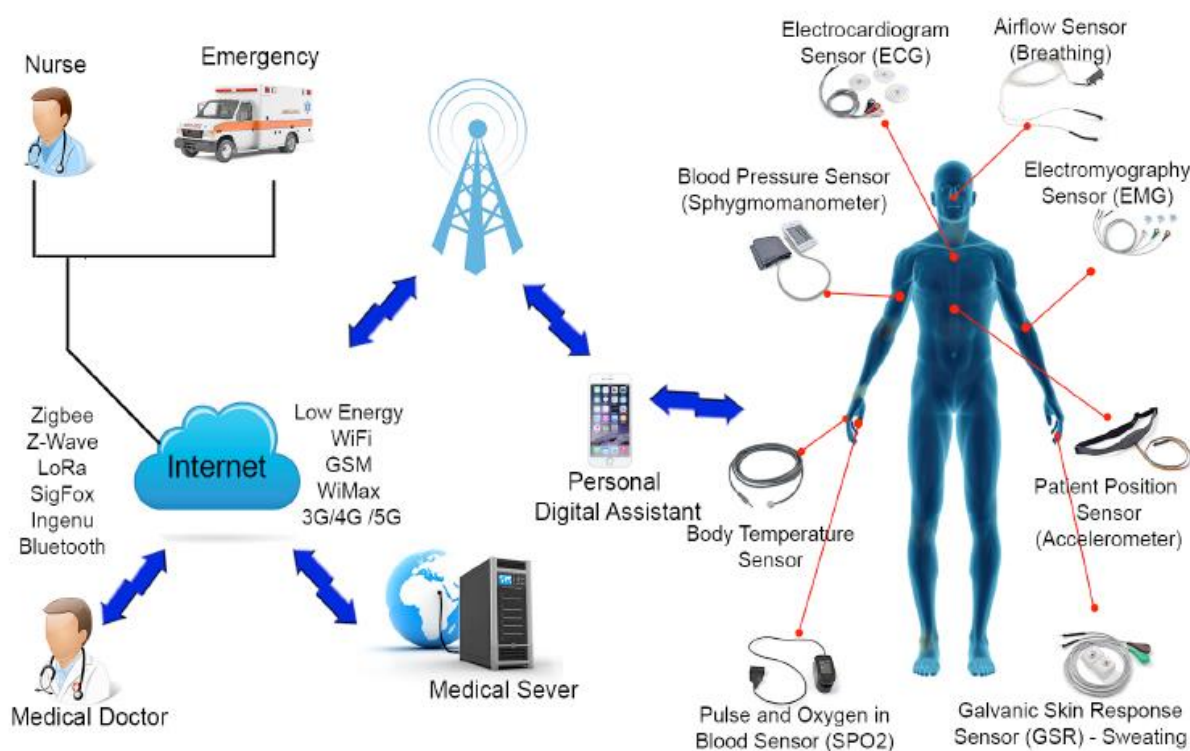 Nurse
Emergency
Electrocardiogram
Sensor (ECG)
Airflow Sensor
(Breathing)
Blood Pressure Sensor
(Sphygmomanometer)
Electromyography
Sensor (EMG)
Zigbee
Z-Wave
LoRa
SigFox
Ingenu
Bluetooth
Internet
Low Energy
WiFi
GSM
WiMax
3G/4G /5G
Personal
Digital Assistant
Body Temperature
Sensor
Patient Position
Sensor
(Accelerometer)
Medical Doctor
Medical Sever
Pulse and Oxygen in
Blood Sensor (SPO2)
Galvanic Skin Response
Sensor (GSR) - Sweating